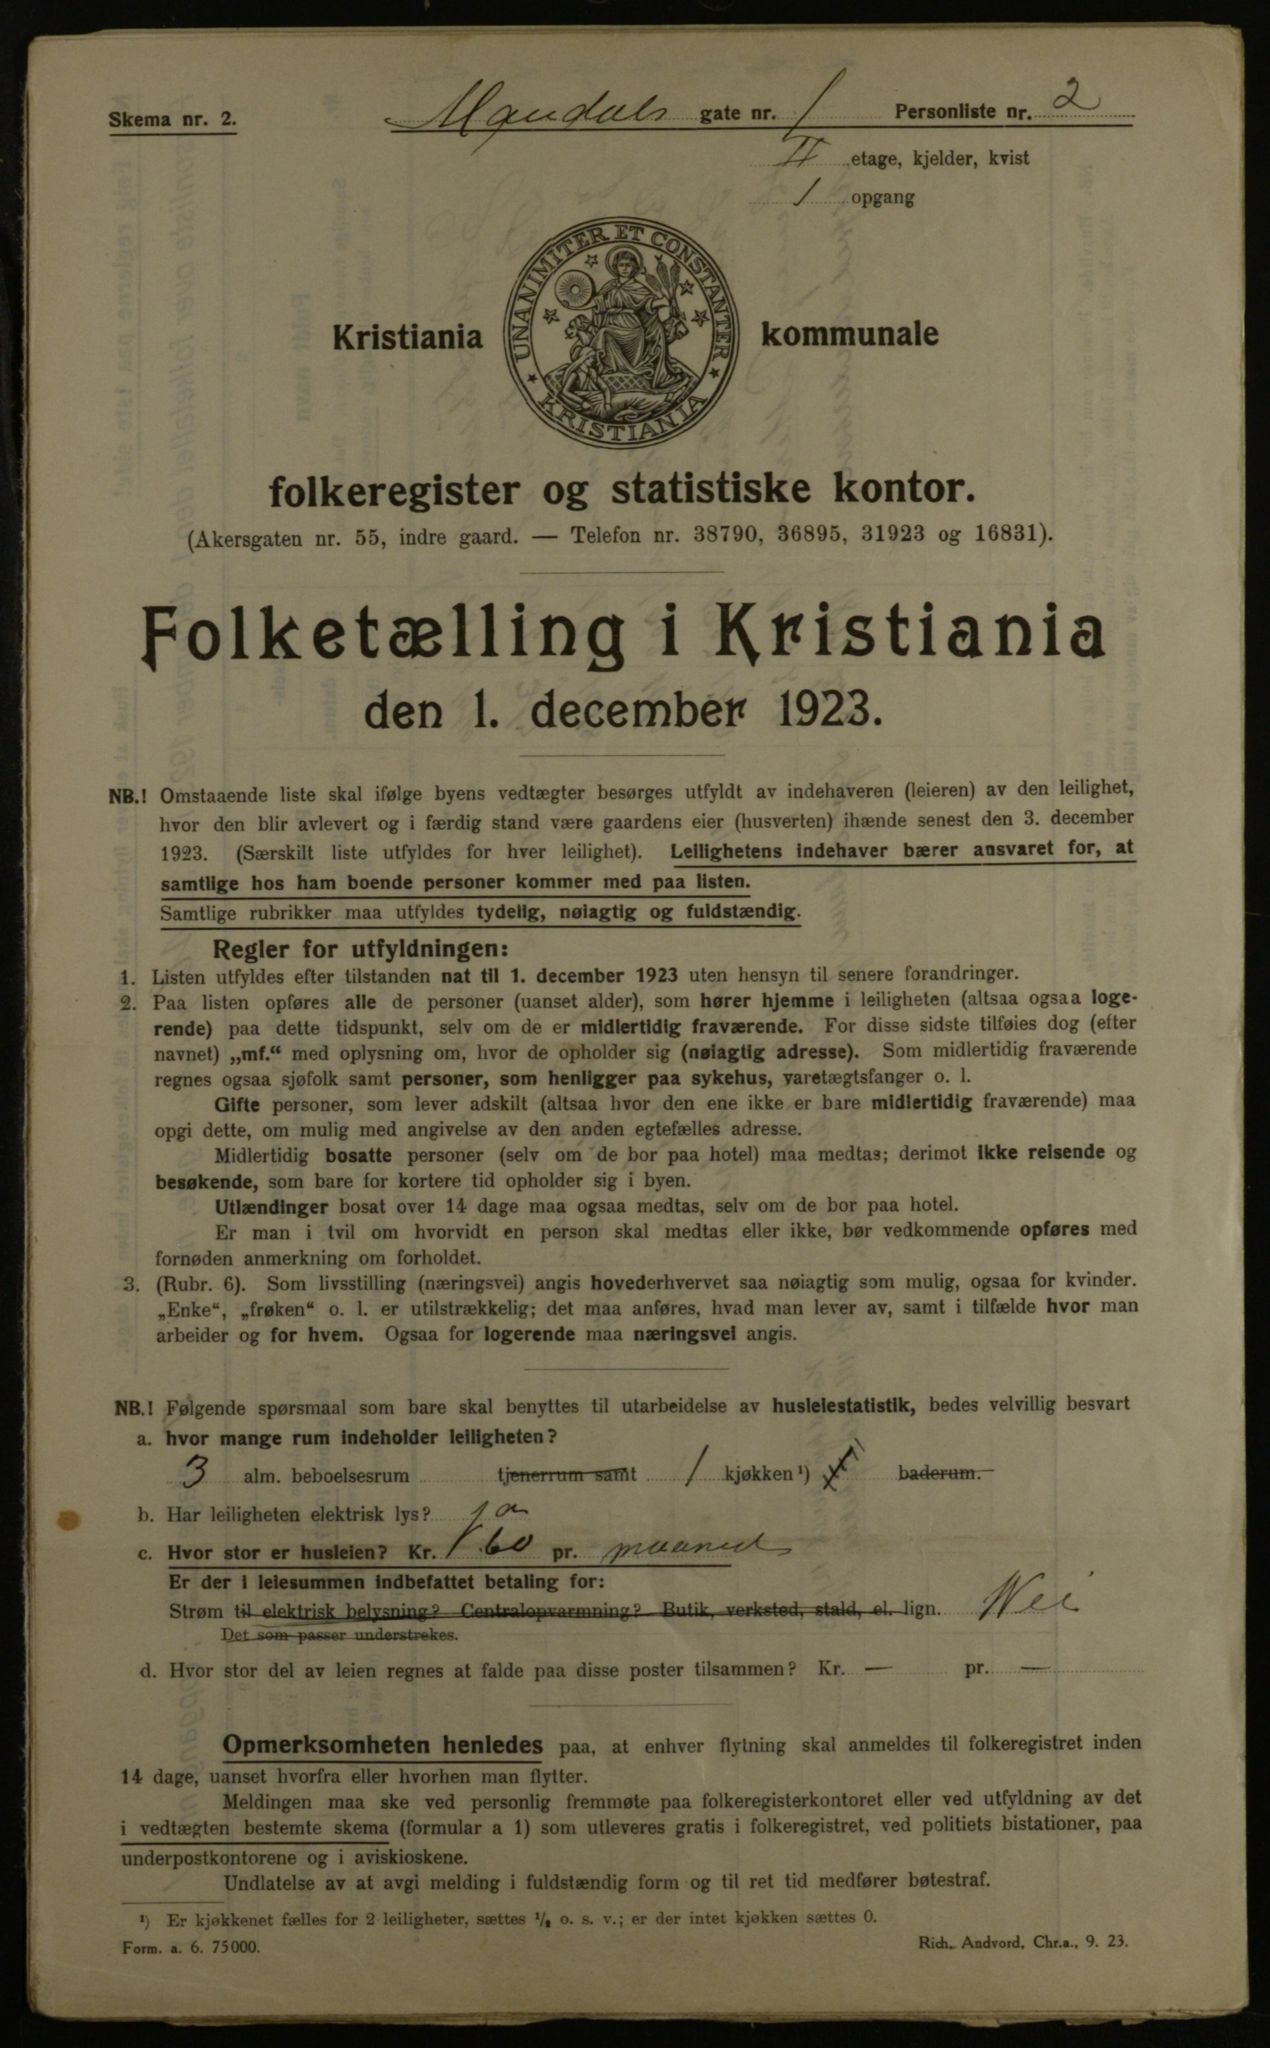 Skema nr. 2.
Mandals gate nr. 1 Personliste nr. 2
II etage, kjelder, kvist
1 opgang
UNANIMITER ET CONSTANTER
KRISTIANIA
Kristiania kommunale
folkeregister og statistiske kontor.
(Akersgaten nr. 55, indre gaard. — Telefon nr. 38790, 36895, 31923 og 16831).
Folketælling i Kristiania
den 1. december 1923.
NB.! Omstaaende liste skal ifølge byens vedtægter besørges utfyldt av indehaveren (leieren) av den leilighet,
hvor den blir avlevert og i færdig stand være gaardens eier (husverten) ihænde senest den 3. december
1923. (Særskilt liste utfyldes for hver leilighet). Leilighetens indehaver bærer ansvaret for, at
samtlige hos ham boende personer kommer med paa listen.
Samtlige rubrikker maa utfyldes tydelig, nøiagtig og fuldstændig.
Regler for utfyldningen:
1. Listen utfyldes efter tilstanden nat til 1. december 1923 uten hensyn til senere forandringer.
2. Paa listen opføres alle de personer (uanset alder), som hører hjemme i leiligheten (altsaa ogsaa loge-
rende) paa dette tidspunkt, selv om de er midlertidig fraværende. For disse sidste tilføies dog (efter
navnet) „mf.“ med oplysning om, hvor de opholder sig (nøiagtig adresse). Som midlertidig fraværende
regnes ogsaa sjøfolk samt personer, som henligger paa sykehus, varetægtsfanger o. l.
Gifte personer, som lever adskilt (altsaa hvor den ene ikke er bare midlertidig fraværende) maa
opgi dette, om mulig med angivelse av den anden egtefælles adresse.
Midlertidig bosatte personer (selv om de bor paa hotel) maa medtas; derimot ikke reisende og
besøkende, som bare for kortere tid opholder sig i byen.
Utlændinger bosat over 14 dage maa ogsaa medtas, selv om de bor paa hotel.
Er man i tvil om hvorvidt en person skal medtas eller ikke, bør vedkommende opføres med
fornøden anmerkning om forholdet.
3. (Rubr. 6). Som livsstilling (næringsvei) angis hovederhvervet saa nøiagtig som mulig, ogsaa for kvinder.
„Enke“, „frøken“ o. l. er utilstrækkelig; det maa anføres, hvad man lever av, samt i tilfælde hvor man
arbeider og for hvem. Ogsaa for logerende maa næringsvei angis.
NB.! Følgende spørsmaal som bare skal benyttes til utarbeidelse av husleiestatistik, bedes velvillig besvart
a. hvor mange rum indeholder leiligheten?
3 alm. beboelsesrum tjenerrum samt 1 kjøkken ¹) baderum.
b. Har leiligheten elektrisk lys? ja
c. Hvor stor er husleien? Kr. 60 pr. maaned
Er der i leiesummen indbefattet betaling for:
Strøm til elektrisk belysning? Centralopvarmning? Butik, verksted, stald, el. lign. Nei
Det som passer understrekes.
d. Hvor stor del av leien regnes at falde paa disse poster tilsammen? Kr. — pr. —
Opmerksomheten henledes paa, at enhver flytning skal anmeldes til folkeregistret inden
14 dage, uanset hvorfra eller hvorhen man flytter.
Meldingen maa ske ved personlig fremmøte paa folkeregisterkontoret eller ved utfyldning av det
i vedtægten bestemte skema (formular a 1) som utleveres gratis i folkeregistret, ved politiets bistationer, paa
underpostkontorene og i aviskioskene.
Undlatelse av at avgi melding i fuldstændig form og til ret tid medfører bøtestraf.
¹) Er kjøkkenet fælles for 2 leiligheter, sættes ½ o. s. v.; er der intet kjøkken sættes 0.
Form. a. 6. 75000. Rich. Andvord, Chr.a., 9. 23.